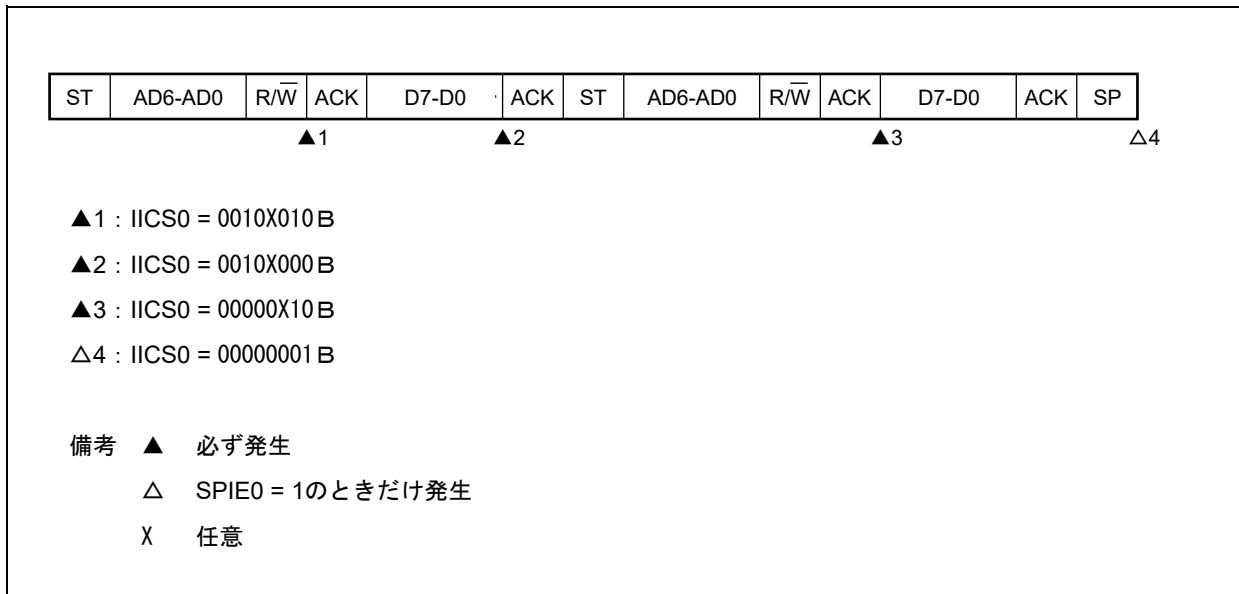 ST AD6-AD0 R/W̅ ACK D7-D0 ACK ST AD6-AD0 R/W̅ ACK D7-D0 ACK SP
▲1 ▲2 ▲3 △4
▲1：IICS0 = 0010X010B
▲2：IICS0 = 0010X000B
▲3：IICS0 = 00000X10B
△4：IICS0 = 00000001B
備考 ▲ 必ず発生
△ SPIE0 = 1のときだけ発生
X 任意